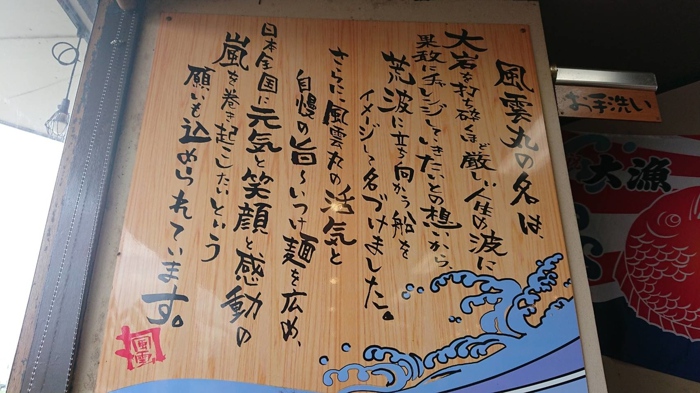 風雲丸の名は、
大岩を打ち砕くほど厳しい人生の波に
果敢にチャレンジしていきたいとの想いから
荒波に立ち向かう船を
イメージして名づけました。
さらに、風雲丸の活気と
自慢の旨〜いつけ麺を広め、
日本全国に元気と笑顔と感動の
嵐を巻き起こしたいという
願いも込められています。
風雲丸
お手洗い
大漁